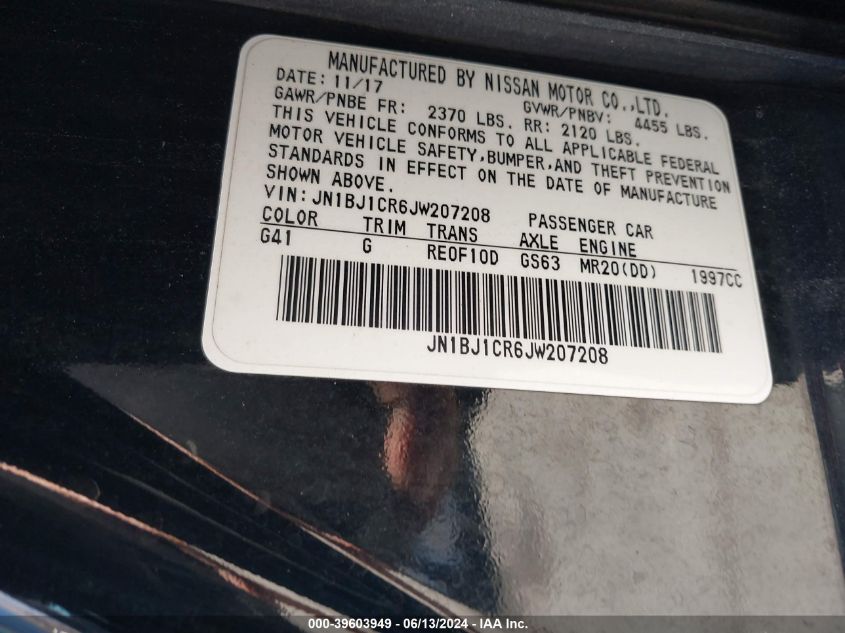 MANUFACTURED BY NISSAN MOTOR CO.,LTD.
DATE: 11/17 GVWR/PNBV: 4455 LBS.
GAWR/PNBE FR: 2370 LBS. RR: 2120 LBS.
THIS VEHICLE CONFORMS TO ALL APPLICABLE FEDERAL
MOTOR VEHICLE SAFETY,BUMPER,AND THEFT PREVENTION
STANDARDS IN EFFECT ON THE DATE OF MANUFACTURE
SHOWN ABOVE.
VIN:JN1BJ1CR6JW207208 PASSENGER CAR
COLOR TRIM TRANS AXLE ENGINE
G41 G RE0F10D GS63 MR20(DD) 1997CC
JN1BJ1CR6JW207208
000-39603949 - 06/13/2024 - IAA Inc.